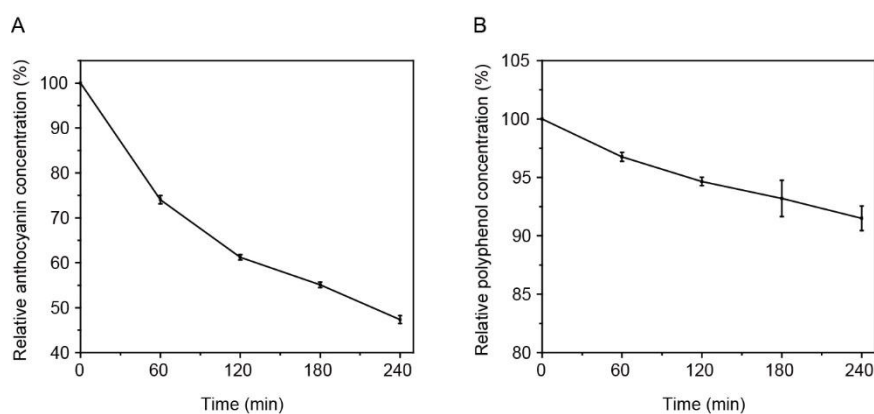 A
Relative anthocyanin concentration (%)
100
90
80
70
60
50
40
0 60 120 180 240
Time (min)
B
Relative polyphenol concentration (%)
105
100
95
90
85
80
0 60 120 180 240
Time (min)